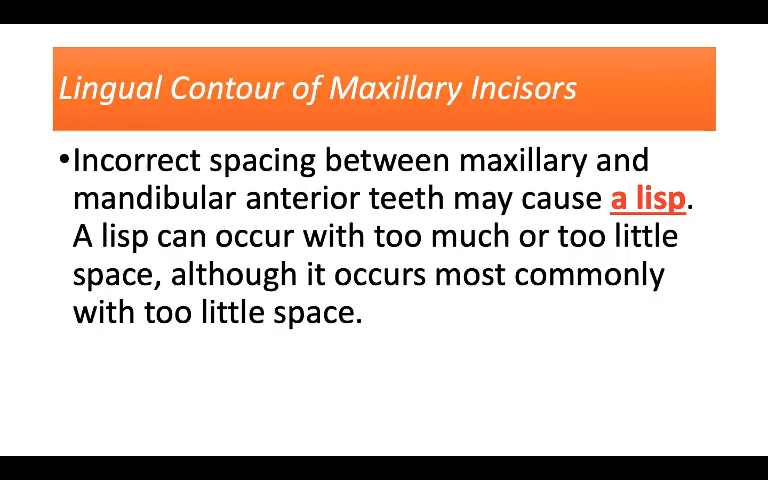 Lingual Contour of Maxillary Incisors
•Incorrect spacing between maxillary and
mandibular anterior teeth may cause a lisp.
A lisp can occur with too much or too little
space, although it occurs most commonly
with too little space.